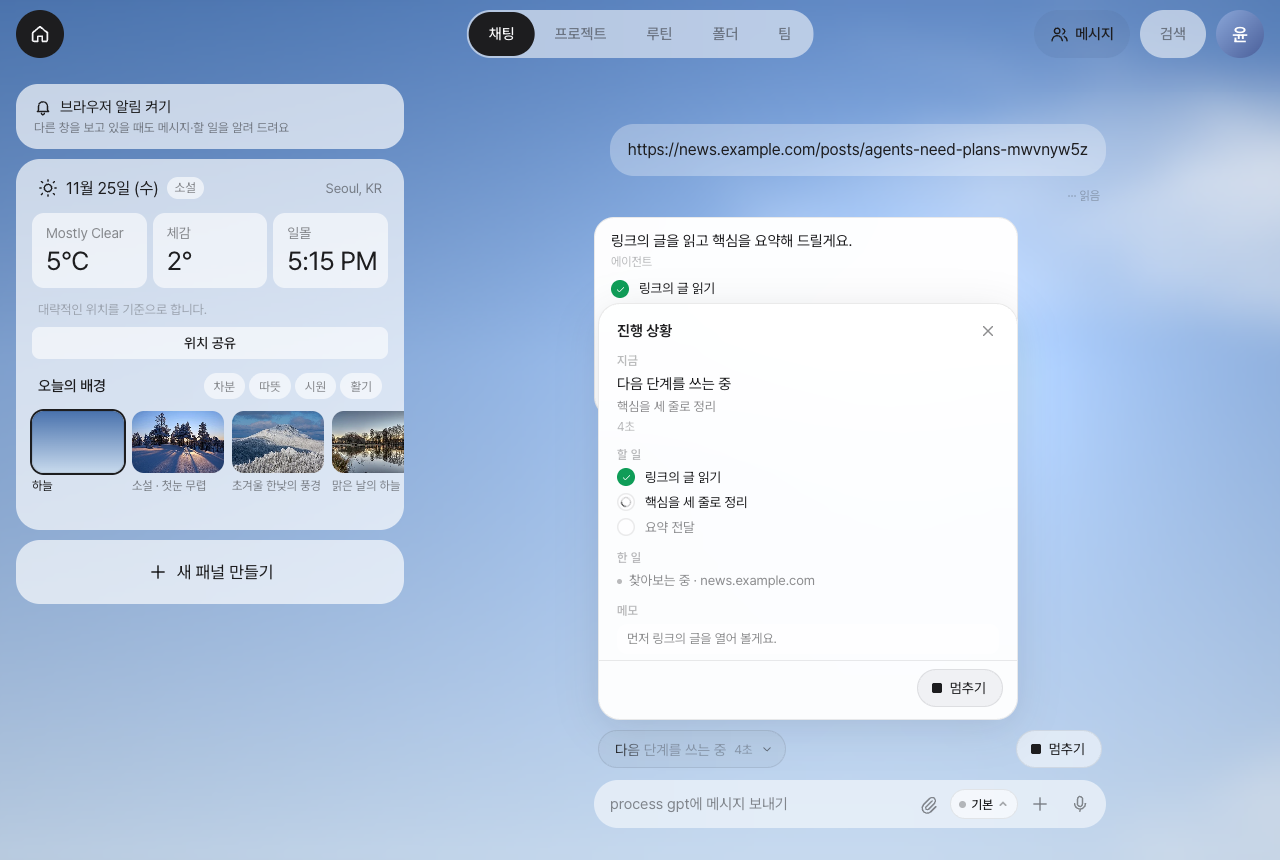 채팅
프로젝트
루틴
폴더
팀
메시지
검색
윤
브라우저 알림 켜기
다른 창을 보고 있을 때도 메시지·할 일을 알려 드려요
11월 25일 (수)
소설
Seoul, KR
Mostly Clear
5°C
체감
2°
일몰
5:15 PM
대략적인 위치를 기준으로 합니다.
위치 공유
오늘의 배경
차분
따뜻
시원
활기
하늘
소설 · 첫눈 무렵
초겨울 한낮의 풍경
맑은 날의 하늘
새 패널 만들기
https://news.example.com/posts/agents-need-plans-mwvnyw5z
··· 읽음
링크의 글을 읽고 핵심을 요약해 드릴게요.
에이전트
링크의 글 읽기
진행 상황
지금
다음 단계를 쓰는 중
핵심을 세 줄로 정리
4초
할 일
링크의 글 읽기
핵심을 세 줄로 정리
요약 전달
한 일
찾아보는 중 · news.example.com
메모
먼저 링크의 글을 열어 볼게요.
멈추기
다음 단계를 쓰는 중 4초
멈추기
process gpt에 메시지 보내기
기본